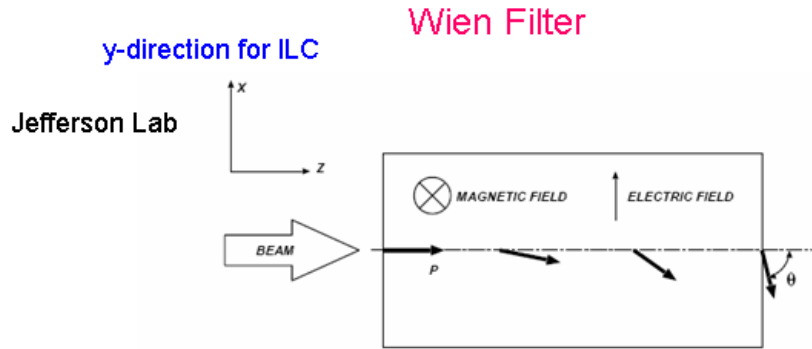 Wien Filter
y-direction for ILC
X
Jefferson Lab
Z
MAGNETIC FIELD
ELECTRIC FIELD
BEAM
P
θ